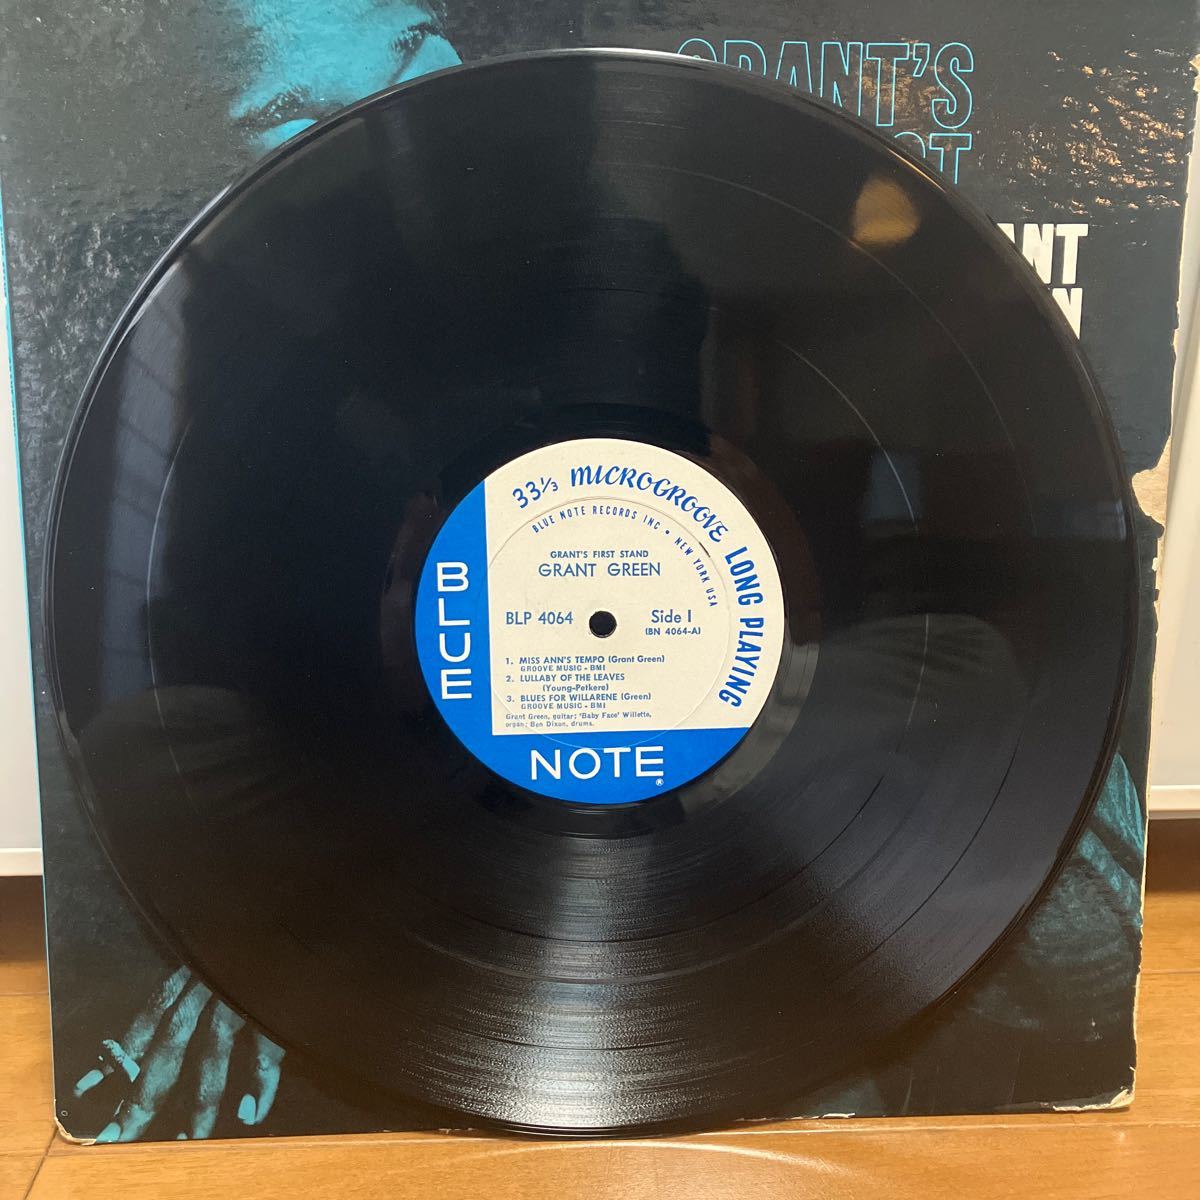 GRANT'S
33⅓ MICROGROOVE LONG PLAYING
BLUE NOTE RECORDS INC • NEW YORK USA
GRANT'S FIRST STAND
GRANT GREEN
BLP 4064
Side 1
(BN 4064-A)
1. MISS ANN'S TEMPO (Grant Green)
GROOVE MUSIC - BMI
2. LULLABY OF THE LEAVES
(Young-Petkere)
3. BLUES FOR WILLARENE (Green)
GROOVE MUSIC - BMI
Grant Green, guitar; 'Baby Face' Willette,
organ; Ben Dixon, drums.
BLUE
NOTE
®